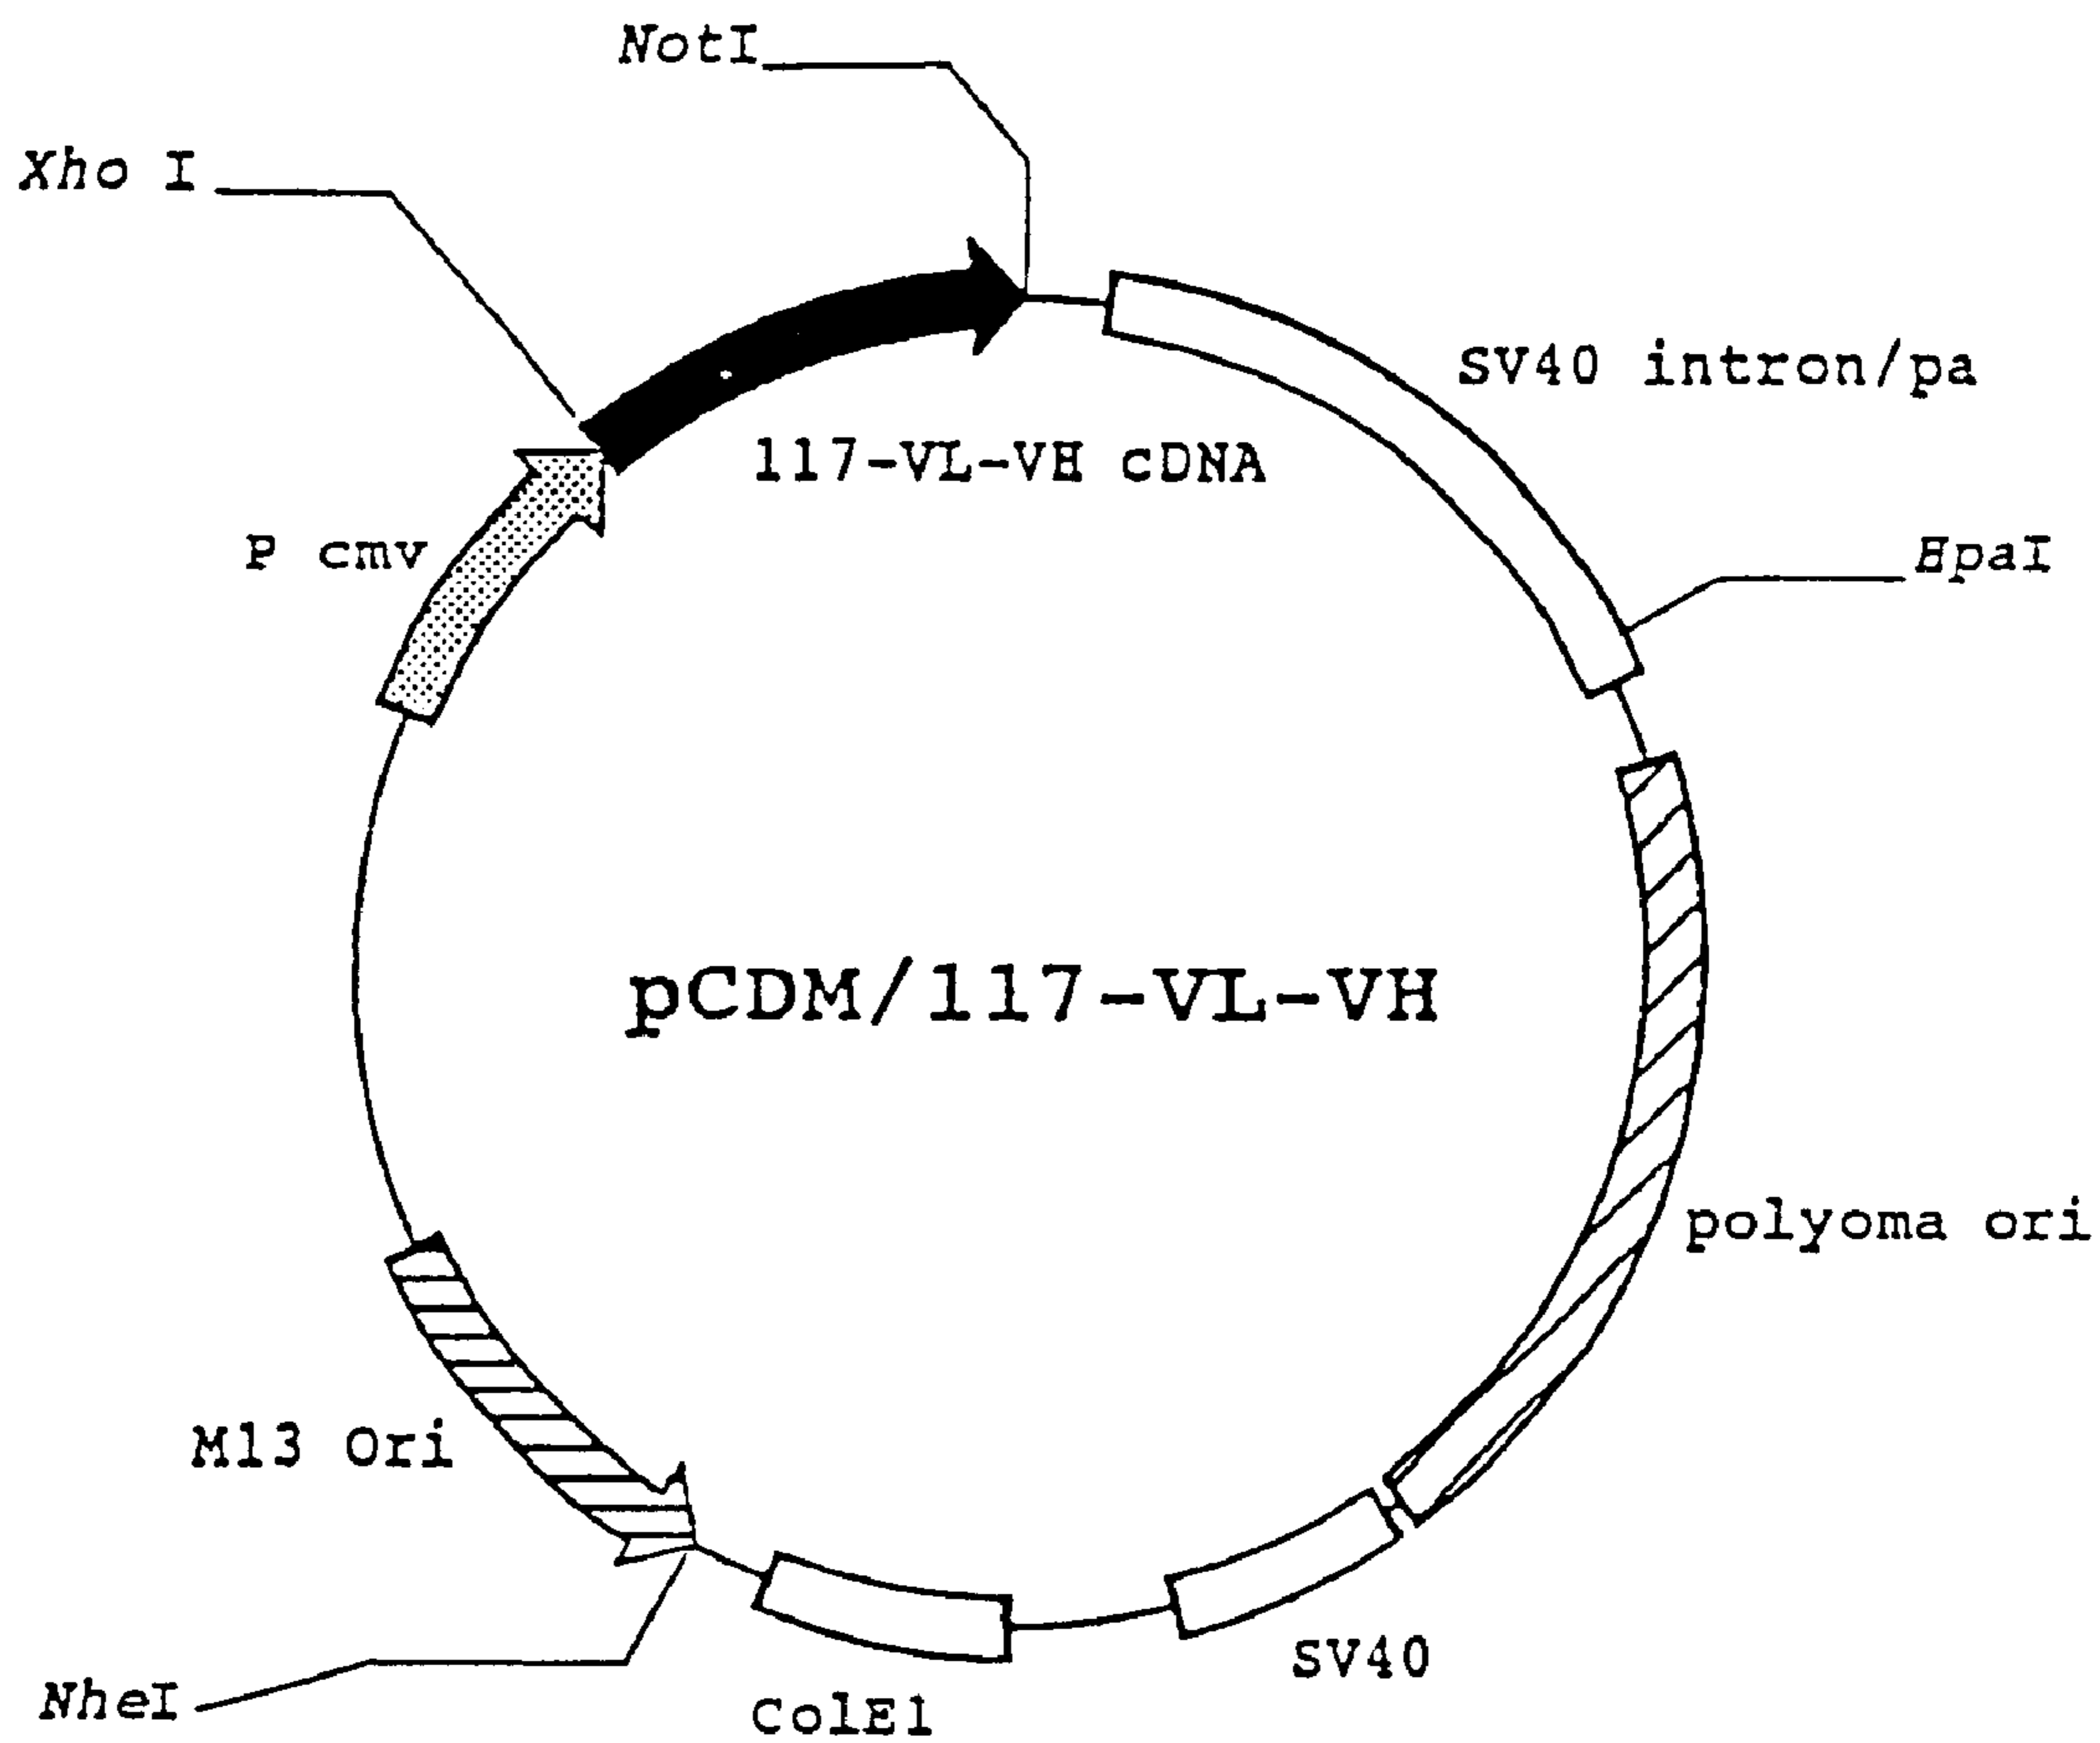 NotI
Xho I
SV40 intron/pa
117-VL-VH cDNA
P cmv
HpaI
pCDM/117-VL-VH
polyoma ori
M13 Ori
SV40
NheI
ColE1